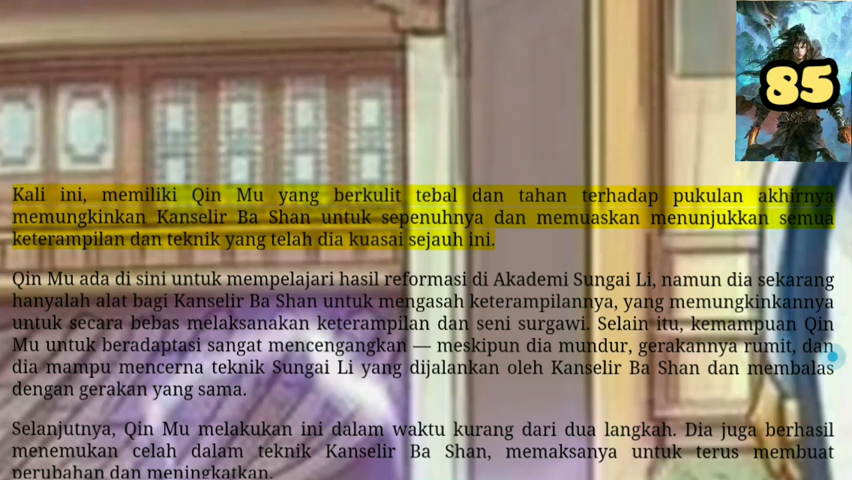 85
Kali ini, memiliki Qin Mu yang berkulit tebal dan tahan terhadap pukulan akhirnya
memungkinkan Kanselir Ba Shan untuk sepenuhnya dan memuaskan menunjukkan semua
keterampilan dan teknik yang telah dia kuasai sejauh ini.
Qin Mu ada di sini untuk mempelajari hasil reformasi di Akademi Sungai Li, namun dia sekarang
hanyalah alat bagi Kanselir Ba Shan untuk mengasah keterampilannya, yang memungkinkannya
untuk secara bebas melaksanakan keterampilan dan seni surgawi. Selain itu, kemampuan Qin
Mu untuk beradaptasi sangat mencengangkan — meskipun dia mundur, gerakannya rumit, dan
dia mampu mencerna teknik Sungai Li yang dijalankan oleh Kanselir Ba Shan dan membalas
dengan gerakan yang sama.
Selanjutnya, Qin Mu melakukan ini dalam waktu kurang dari dua langkah. Dia juga berhasil
menemukan celah dalam teknik Kanselir Ba Shan, memaksanya untuk terus membuat
perubahan dan meningkatkan.